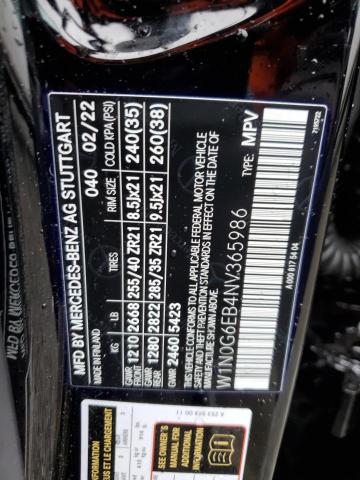 MFD BY MERCEDES-BENZ AG STUTTGART
MADE IN FINLAND 040 02/22
KG LB TIRES RIM SIZE COLD KPA(PSI)
GAWR FRONT 1210 2668 255/40 ZR21 8.5Jx21 240(35)
GAWR REAR 1280 2822 285/35 ZR21 9.5Jx21 260(38)
GVWR 2460 5423
THIS VEHICLE CONFORMS TO ALL APPLICABLE FEDERAL MOTOR VEHICLE
SAFETY AND THEFT PREVENTION STANDARDS IN EFFECT ON THE DATE
OF MANUFACTURE SHOWN ABOVE.
TYPE: MPV
W1N0G6EB4NV365986
A 000 817 54 04
SEE OWNER'S
MANUAL FOR
ADDITIONAL
INFORMATION